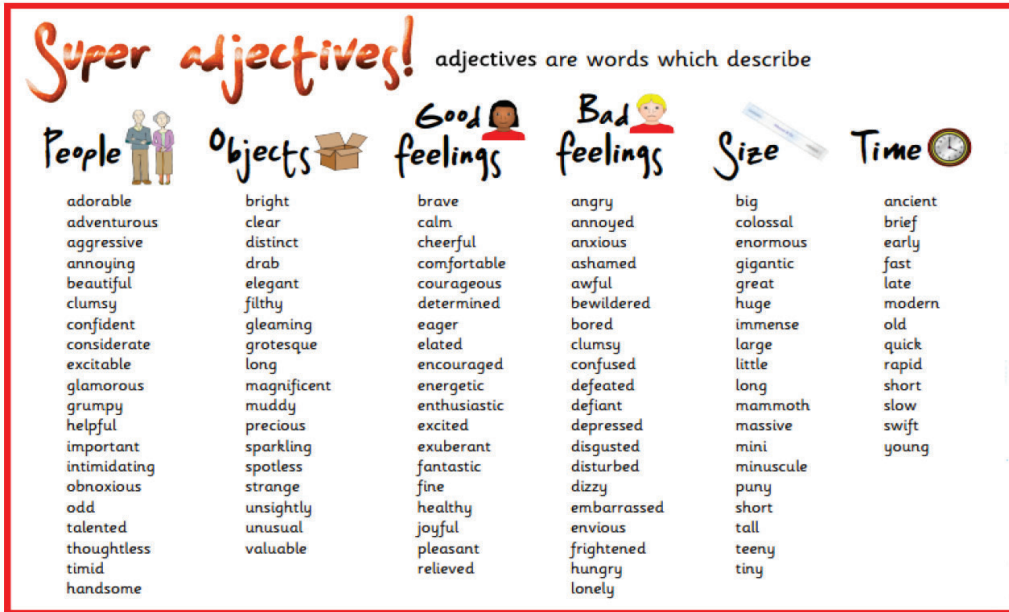 Super adjectives!
adjectives are words which describe
People
adorable
adventurous
aggressive
annoying
beautiful
clumsy
confident
considerate
excitable
glamorous
grumpy
helpful
important
intimidating
obnoxious
odd
talented
thoughtless
timid
handsome
Objects
bright
clear
distinct
drab
elegant
filthy
gleaming
grotesque
long
magnificent
muddy
precious
sparkling
spotless
strange
unsightly
unusual
valuable
Good
feelings
brave
calm
cheerful
comfortable
courageous
determined
eager
elated
encouraged
energetic
enthusiastic
excited
exuberant
fantastic
fine
healthy
joyful
pleasant
relieved
Bad
feelings
angry
annoyed
anxious
ashamed
awful
bewildered
bored
clumsy
confused
defeated
defiant
depressed
disgusted
disturbed
dizzy
embarrassed
envious
frightened
hungry
lonely
Size
big
colossal
enormous
gigantic
great
huge
immense
large
little
long
mammoth
massive
mini
minuscule
puny
short
tall
teeny
tiny
Time
ancient
brief
early
fast
late
modern
old
quick
rapid
short
slow
swift
young